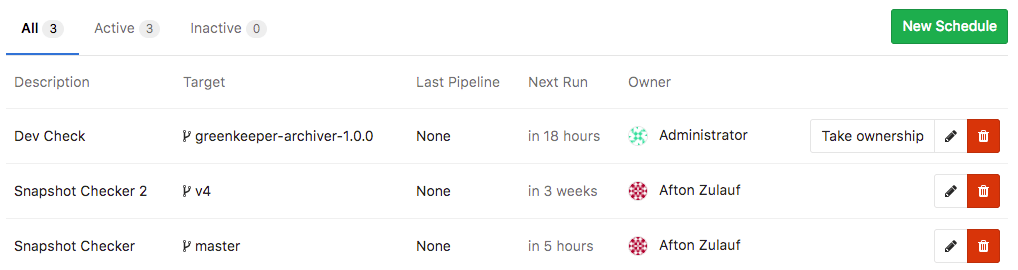 All 3 Active 3 Inactive 0 New Schedule
Description Target Last Pipeline Next Run Owner
Dev Check greenkeeper-archiver-1.0.0 None in 18 hours Administrator Take ownership
Snapshot Checker 2 v4 None in 3 weeks Afton Zulauf
Snapshot Checker master None in 5 hours Afton Zulauf